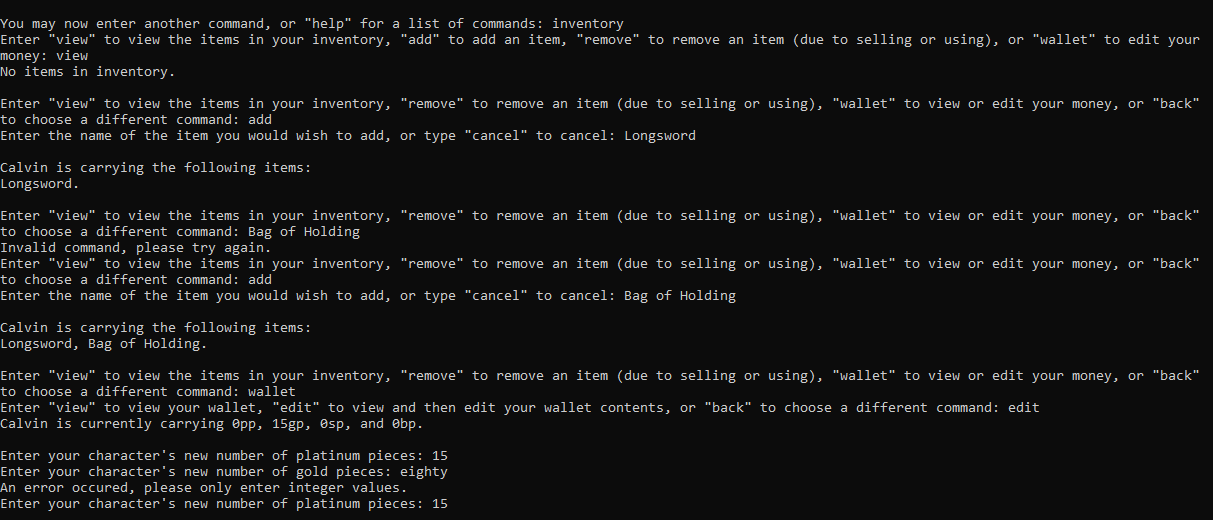 You may now enter another command, or "help" for a list of commands: inventory
Enter "view" to view the items in your inventory, "add" to add an item, "remove" to remove an item (due to selling or using), or "wallet" to edit your
money: view
No items in inventory.
Enter "view" to view the items in your inventory, "remove" to remove an item (due to selling or using), "wallet" to view or edit your money, or "back"
to choose a different command: add
Enter the name of the item you would wish to add, or type "cancel" to cancel: Longsword
Calvin is carrying the following items:
Longsword.
Enter "view" to view the items in your inventory, "remove" to remove an item (due to selling or using), "wallet" to view or edit your money, or "back"
to choose a different command: Bag of Holding
Invalid command, please try again.
Enter "view" to view the items in your inventory, "remove" to remove an item (due to selling or using), "wallet" to view or edit your money, or "back"
to choose a different command: add
Enter the name of the item you would wish to add, or type "cancel" to cancel: Bag of Holding
Calvin is carrying the following items:
Longsword, Bag of Holding.
Enter "view" to view the items in your inventory, "remove" to remove an item (due to selling or using), "wallet" to view or edit your money, or "back"
to choose a different command: wallet
Enter "view" to view your wallet, "edit" to view and then edit your wallet contents, or "back" to choose a different command: edit
Calvin is currently carrying 0pp, 15gp, 0sp, and 0bp.
Enter your character's new number of platinum pieces: 15
Enter your character's new number of gold pieces: eighty
An error occured, please only enter integer values.
Enter your character's new number of platinum pieces: 15